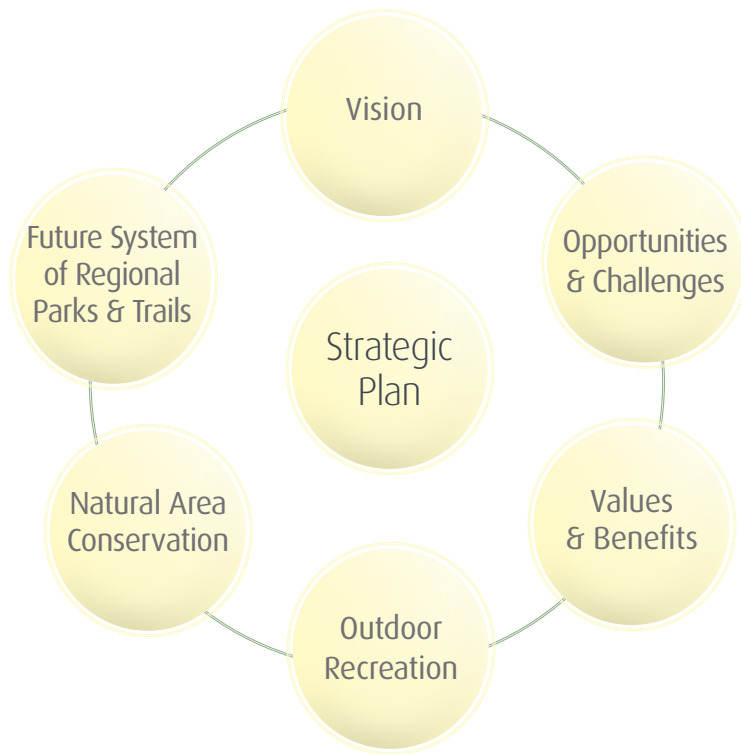 Vision
Opportunities
& Challenges
Values
& Benefits
Outdoor
Recreation
Natural Area
Conservation
Future System
of Regional
Parks & Trails
Strategic
Plan